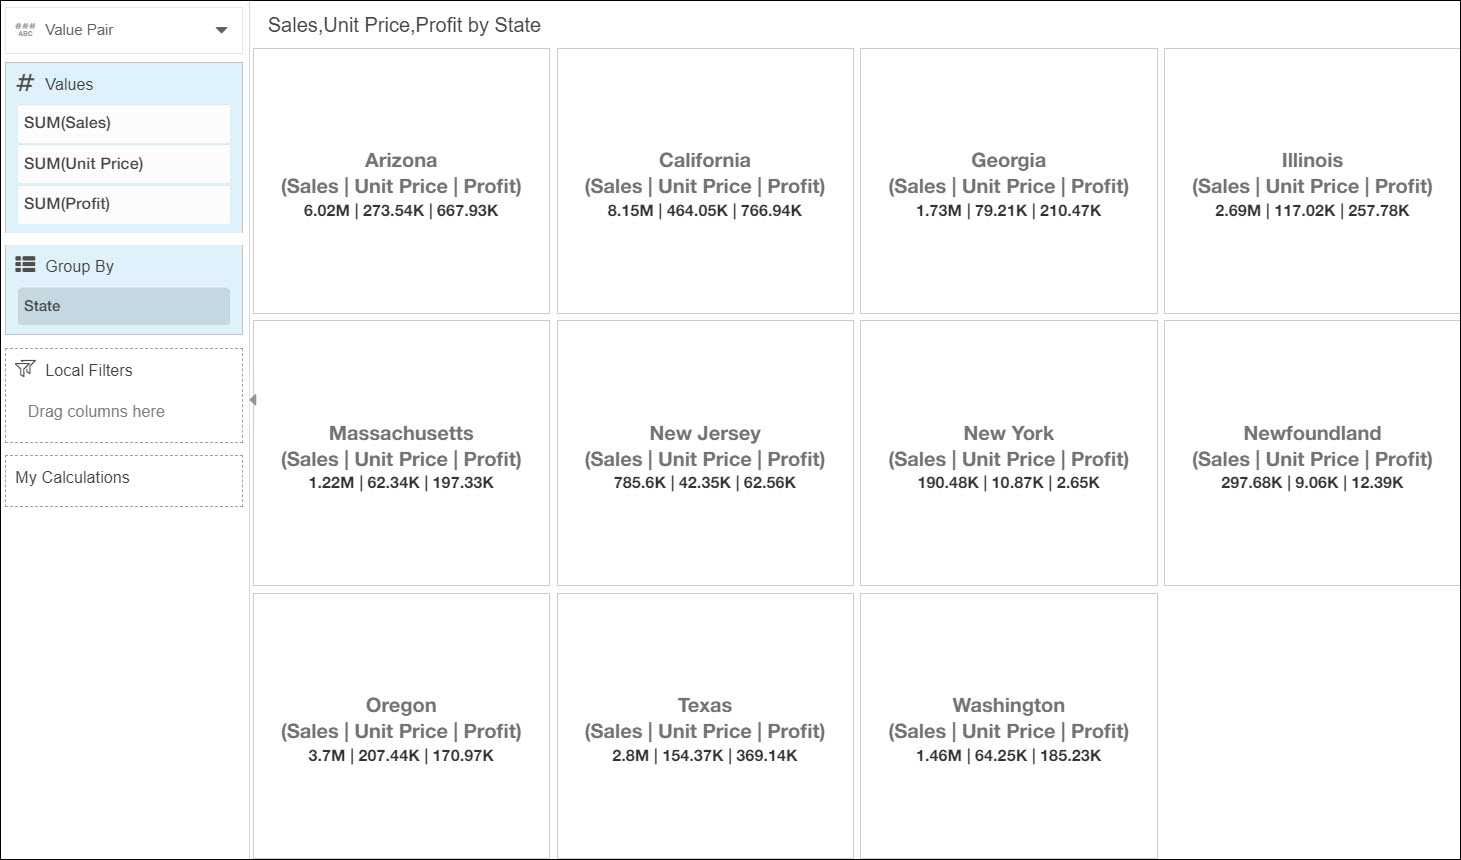 Sales,Unit Price,Profit by State
###
ABC
Value Pair
# Values
SUM(Sales)
SUM(Unit Price)
SUM(Profit)
Group By
State
Local Filters
Drag columns here
My Calculations
Arizona
(Sales | Unit Price | Profit)
6.02M | 273.54K | 667.93K
California
(Sales | Unit Price | Profit)
8.15M | 464.05K | 766.94K
Georgia
(Sales | Unit Price | Profit)
1.73M | 79.21K | 210.47K
Illinois
(Sales | Unit Price | Profit)
2.69M | 117.02K | 257.78K
Massachusetts
(Sales | Unit Price | Profit)
1.22M | 62.34K | 197.33K
New Jersey
(Sales | Unit Price | Profit)
785.6K | 42.35K | 62.56K
New York
(Sales | Unit Price | Profit)
190.48K | 10.87K | 2.65K
Newfoundland
(Sales | Unit Price | Profit)
297.68K | 9.06K | 12.39K
Oregon
(Sales | Unit Price | Profit)
3.7M | 207.44K | 170.97K
Texas
(Sales | Unit Price | Profit)
2.8M | 154.37K | 369.14K
Washington
(Sales | Unit Price | Profit)
1.46M | 64.25K | 185.23K